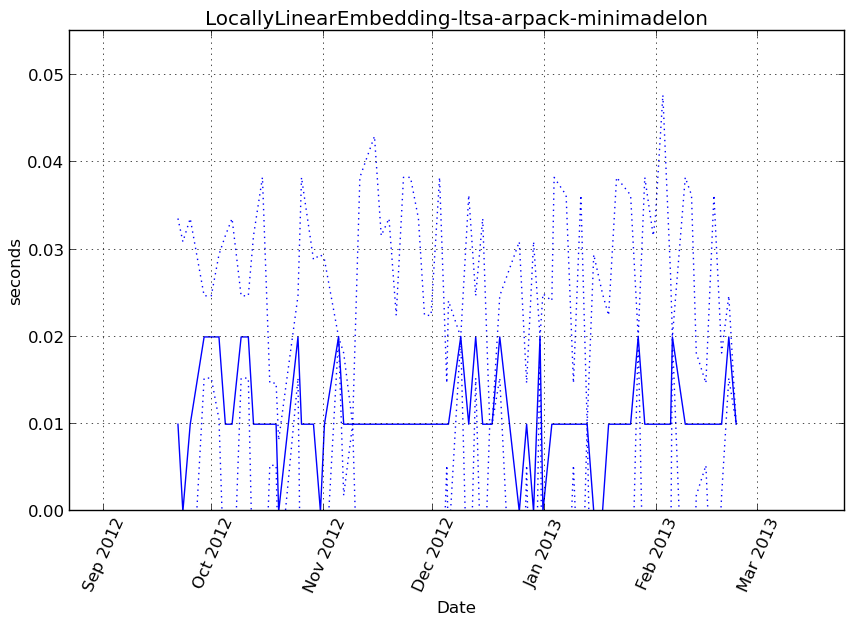 LocallyLinearEmbedding-ltsa-arpack-minimadelon
0.05
0.04
0.03
0.02
0.01
0.00
seconds
Sep 2012
Oct 2012
Nov 2012
Dec 2012
Jan 2013
Feb 2013
Mar 2013
Date